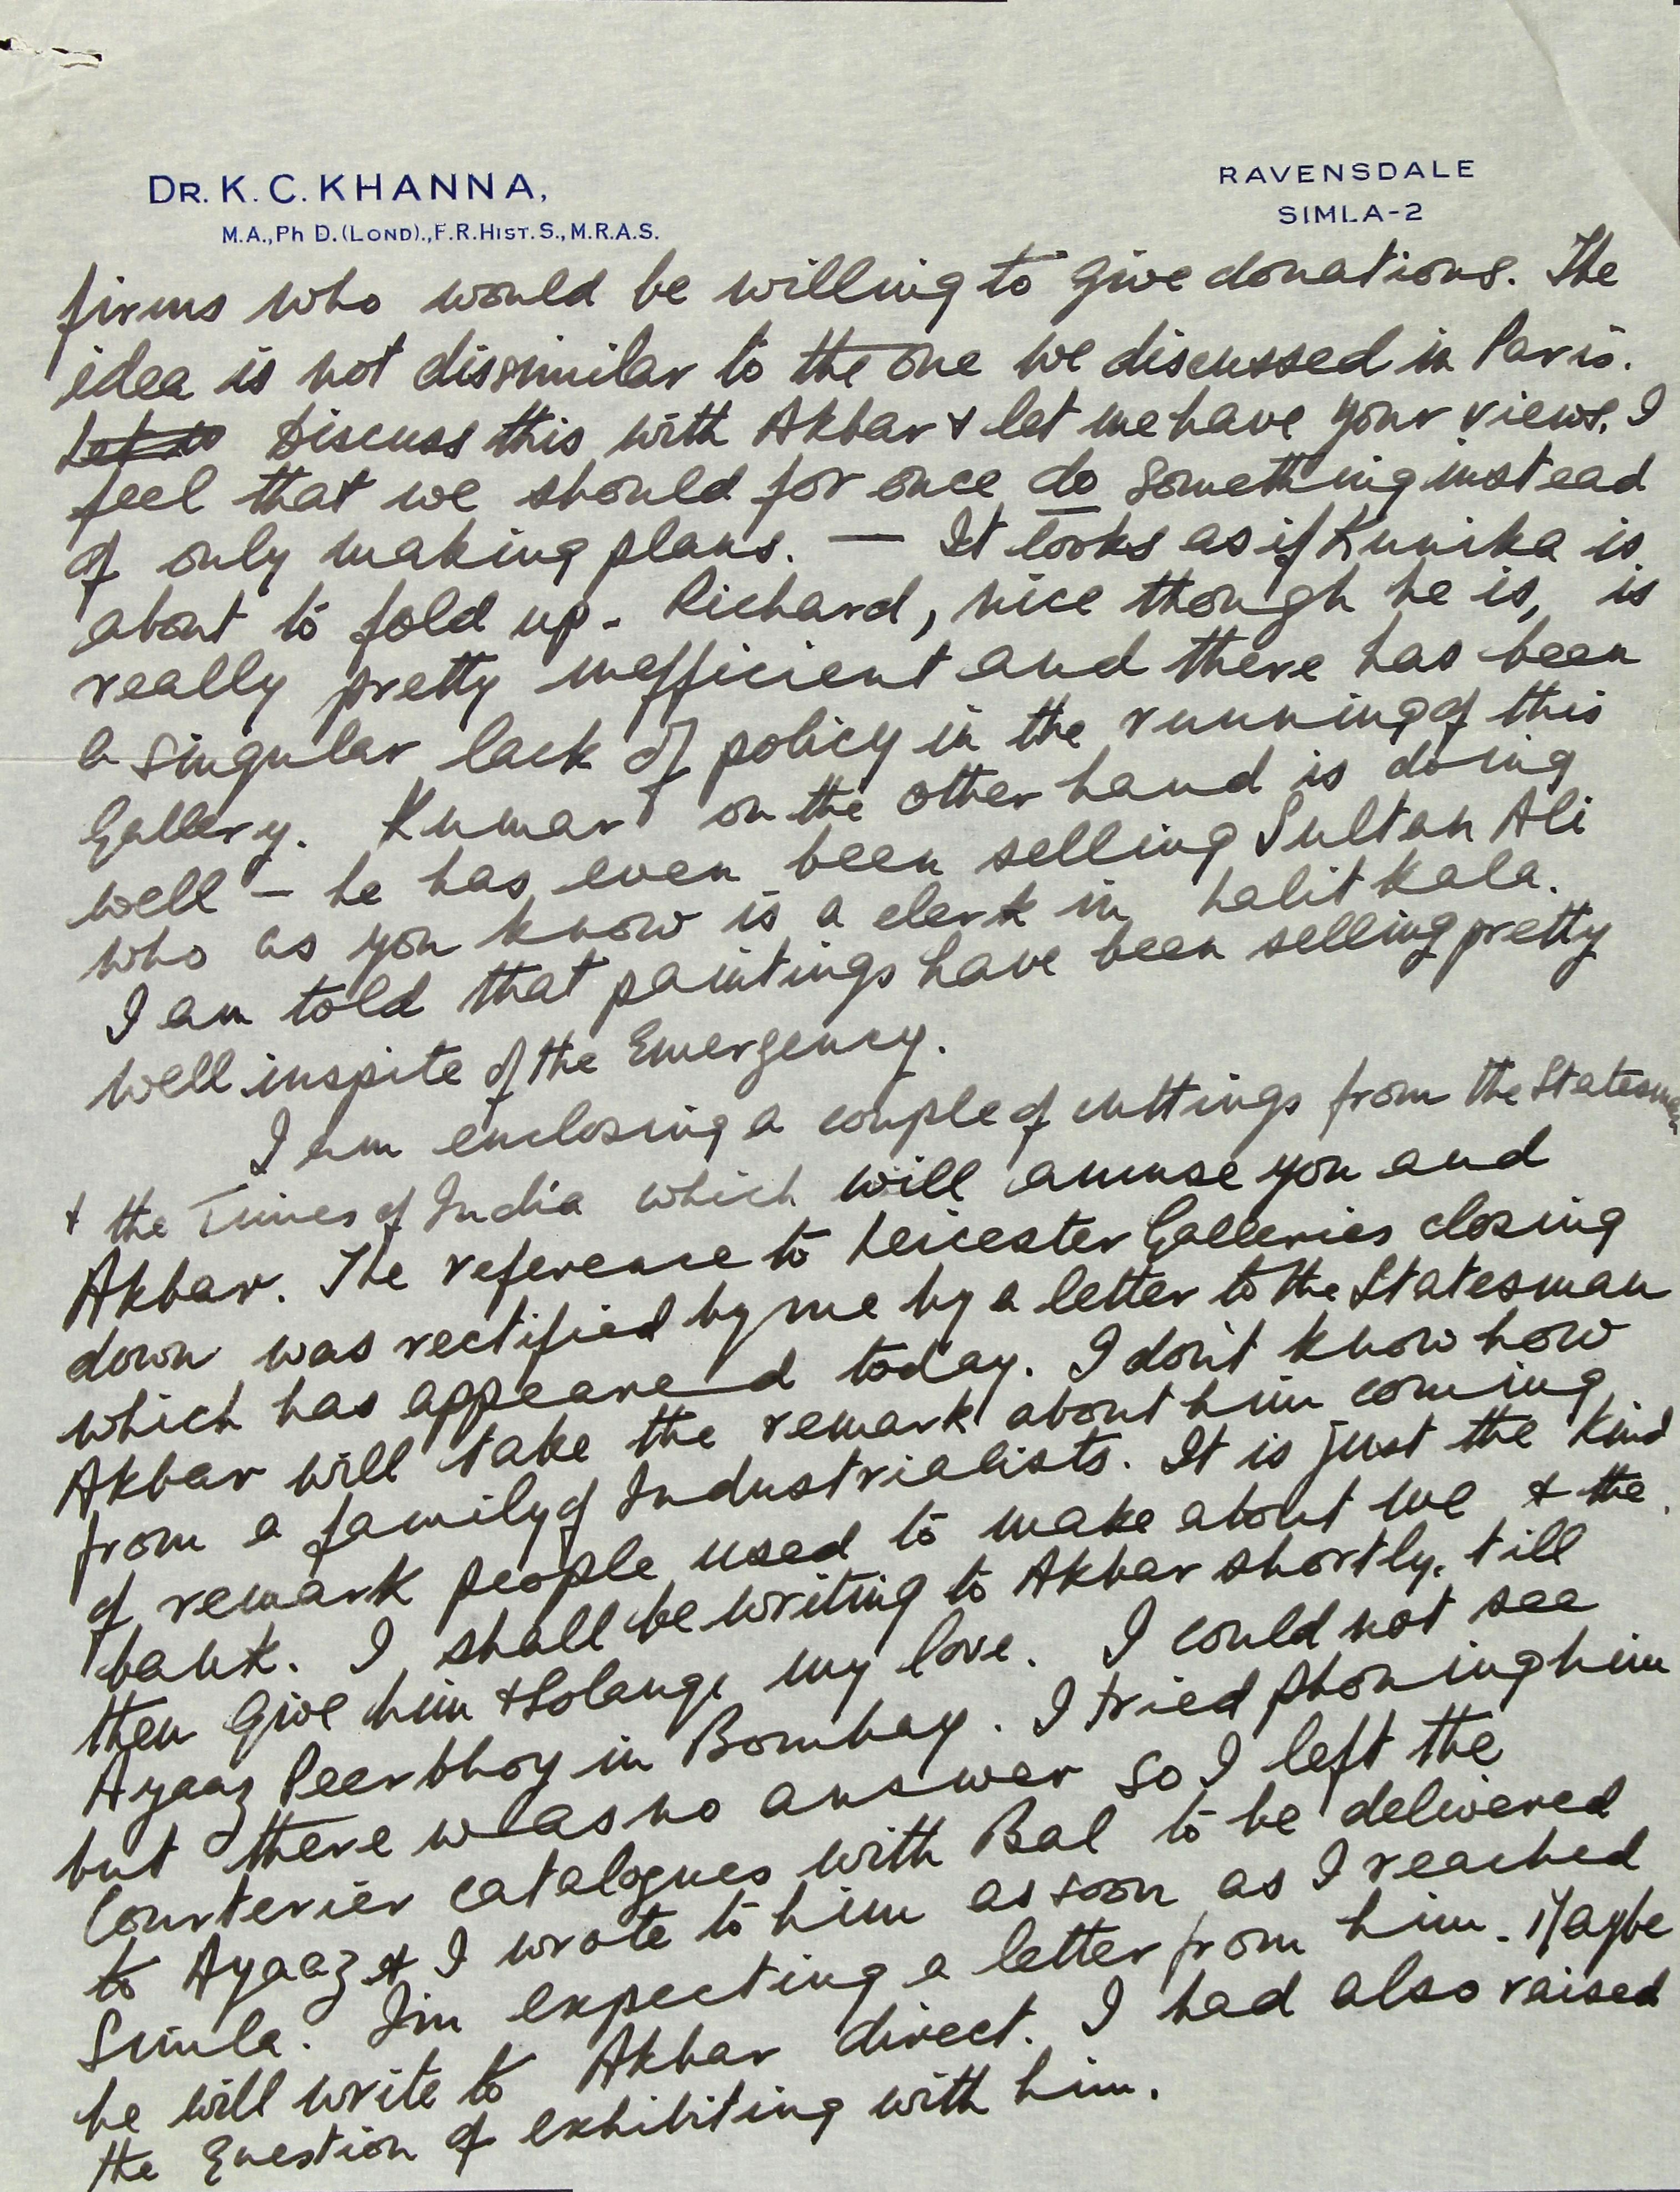 DR. K. C. KHANNA,
M.A., Ph D. (LOND)., F.R. HIST. S., M.R.A.S.
RAVENSDALE
SIMLA-2
firms who would be willing to give donations. The
idea is not dissimilar to the one we discussed in Paris.
Let us Discuss this with Akbar & let me have your views. I
feel that we should for once do something instead
of only making plans. — It looks as if Kunika is
about to fold up. Richard, nice though he is, is
really pretty inefficient and there has been
a singular lack of policy in the running of this
Gallery. Kumar on the other hand is doing
well – he has even been selling Sultan Ali
who as you know is a clerk in Lalit Kala.
I am told that paintings have been selling pretty
well inspite of the Emergency.
I am enclosing a couple of cuttings from the Statesman
& the Times of India which will amuse you and
Akbar. The reference to Leicester Galleries closing
down was rectified by me by a letter to the Statesman
which has appeared today. I don't know how
Akbar will take the remark about him coming
from a family of Industrialists. It is just the kind
of remark people used to make about me & the
bank. I shall be writing to Akbar shortly. till
then give him & Solange my love. I could not see
Ayaaz Peerbhoy in Bombay. I tried phoning him
but there was no answer so I left the
Courterier catalogues with Bal to be delivered
to Ayaaz & I wrote to him as soon as I reached
Simla. I'm expecting a letter from him. Maybe
he will write to Akbar direct. I had also raised
the Question of exhibiting with him.